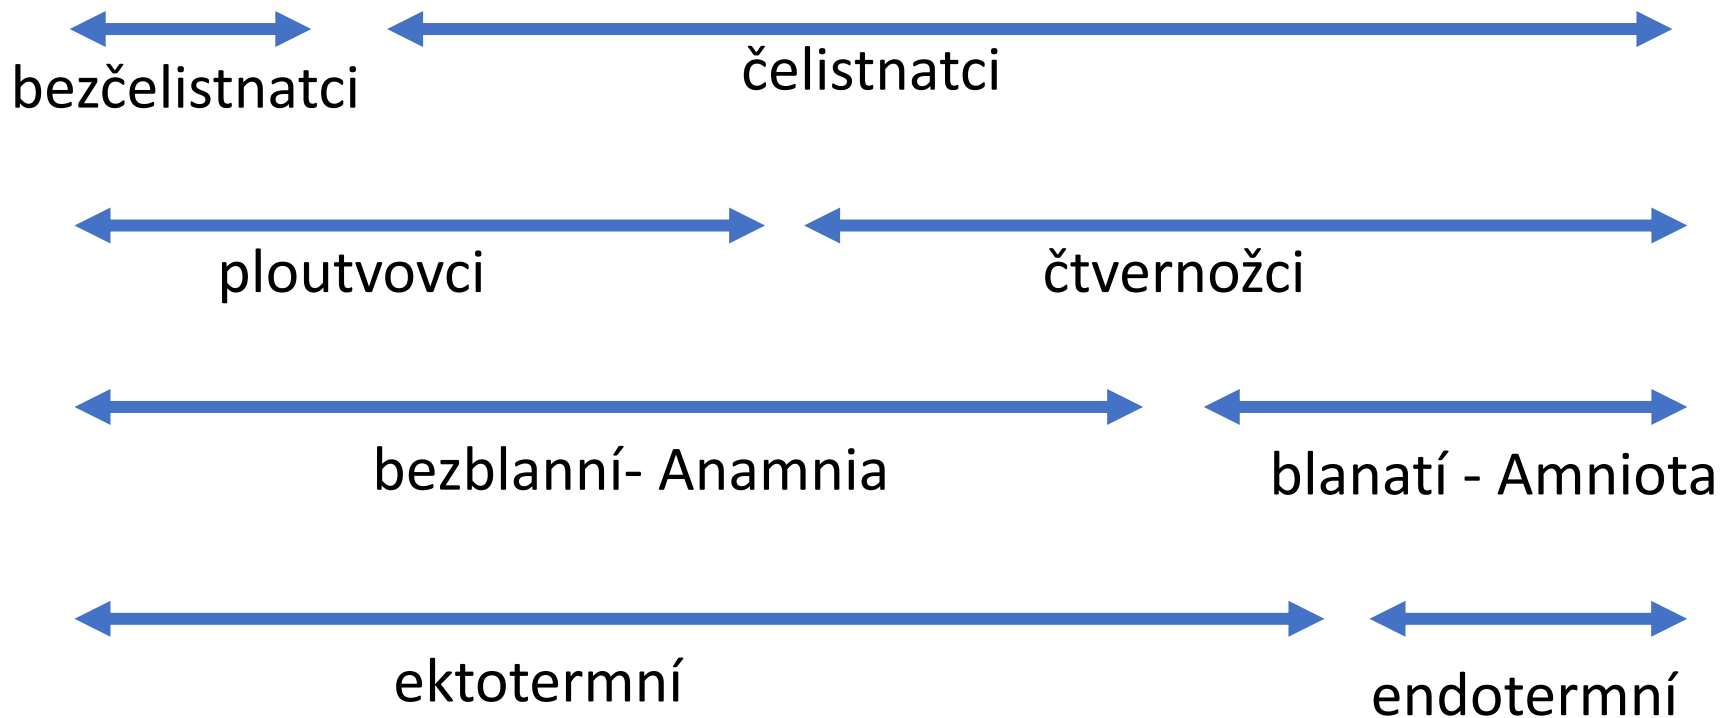 bezčelistnatci
čelistnatci
ploutvovci
čtvernožci
bezblanní- Anamnia
blanatí - Amniota
ektotermní
endotermní